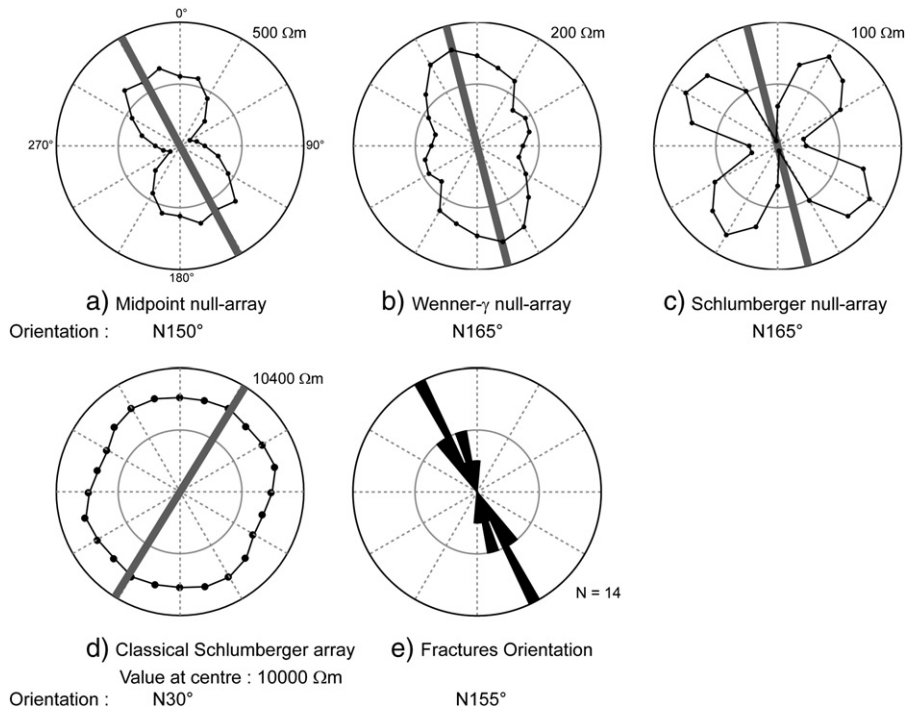 0°
500 Ωm
200 Ωm
100 Ωm
270°
90°
180°
a) Midpoint null-array
b) Wenner-γ null-array
c) Schlumberger null-array
Orientation : N150° N165° N165°
10400 Ωm
N = 14
d) Classical Schlumberger array
e) Fractures Orientation
Value at centre : 10000 Ωm
Orientation : N30° N155°